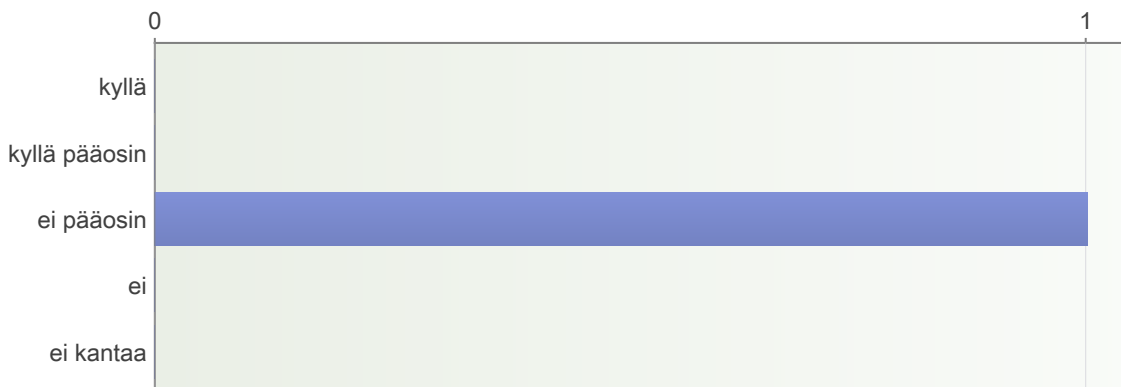 0 1
kyllä
kyllä pääosin
ei pääosin
ei
ei kantaa